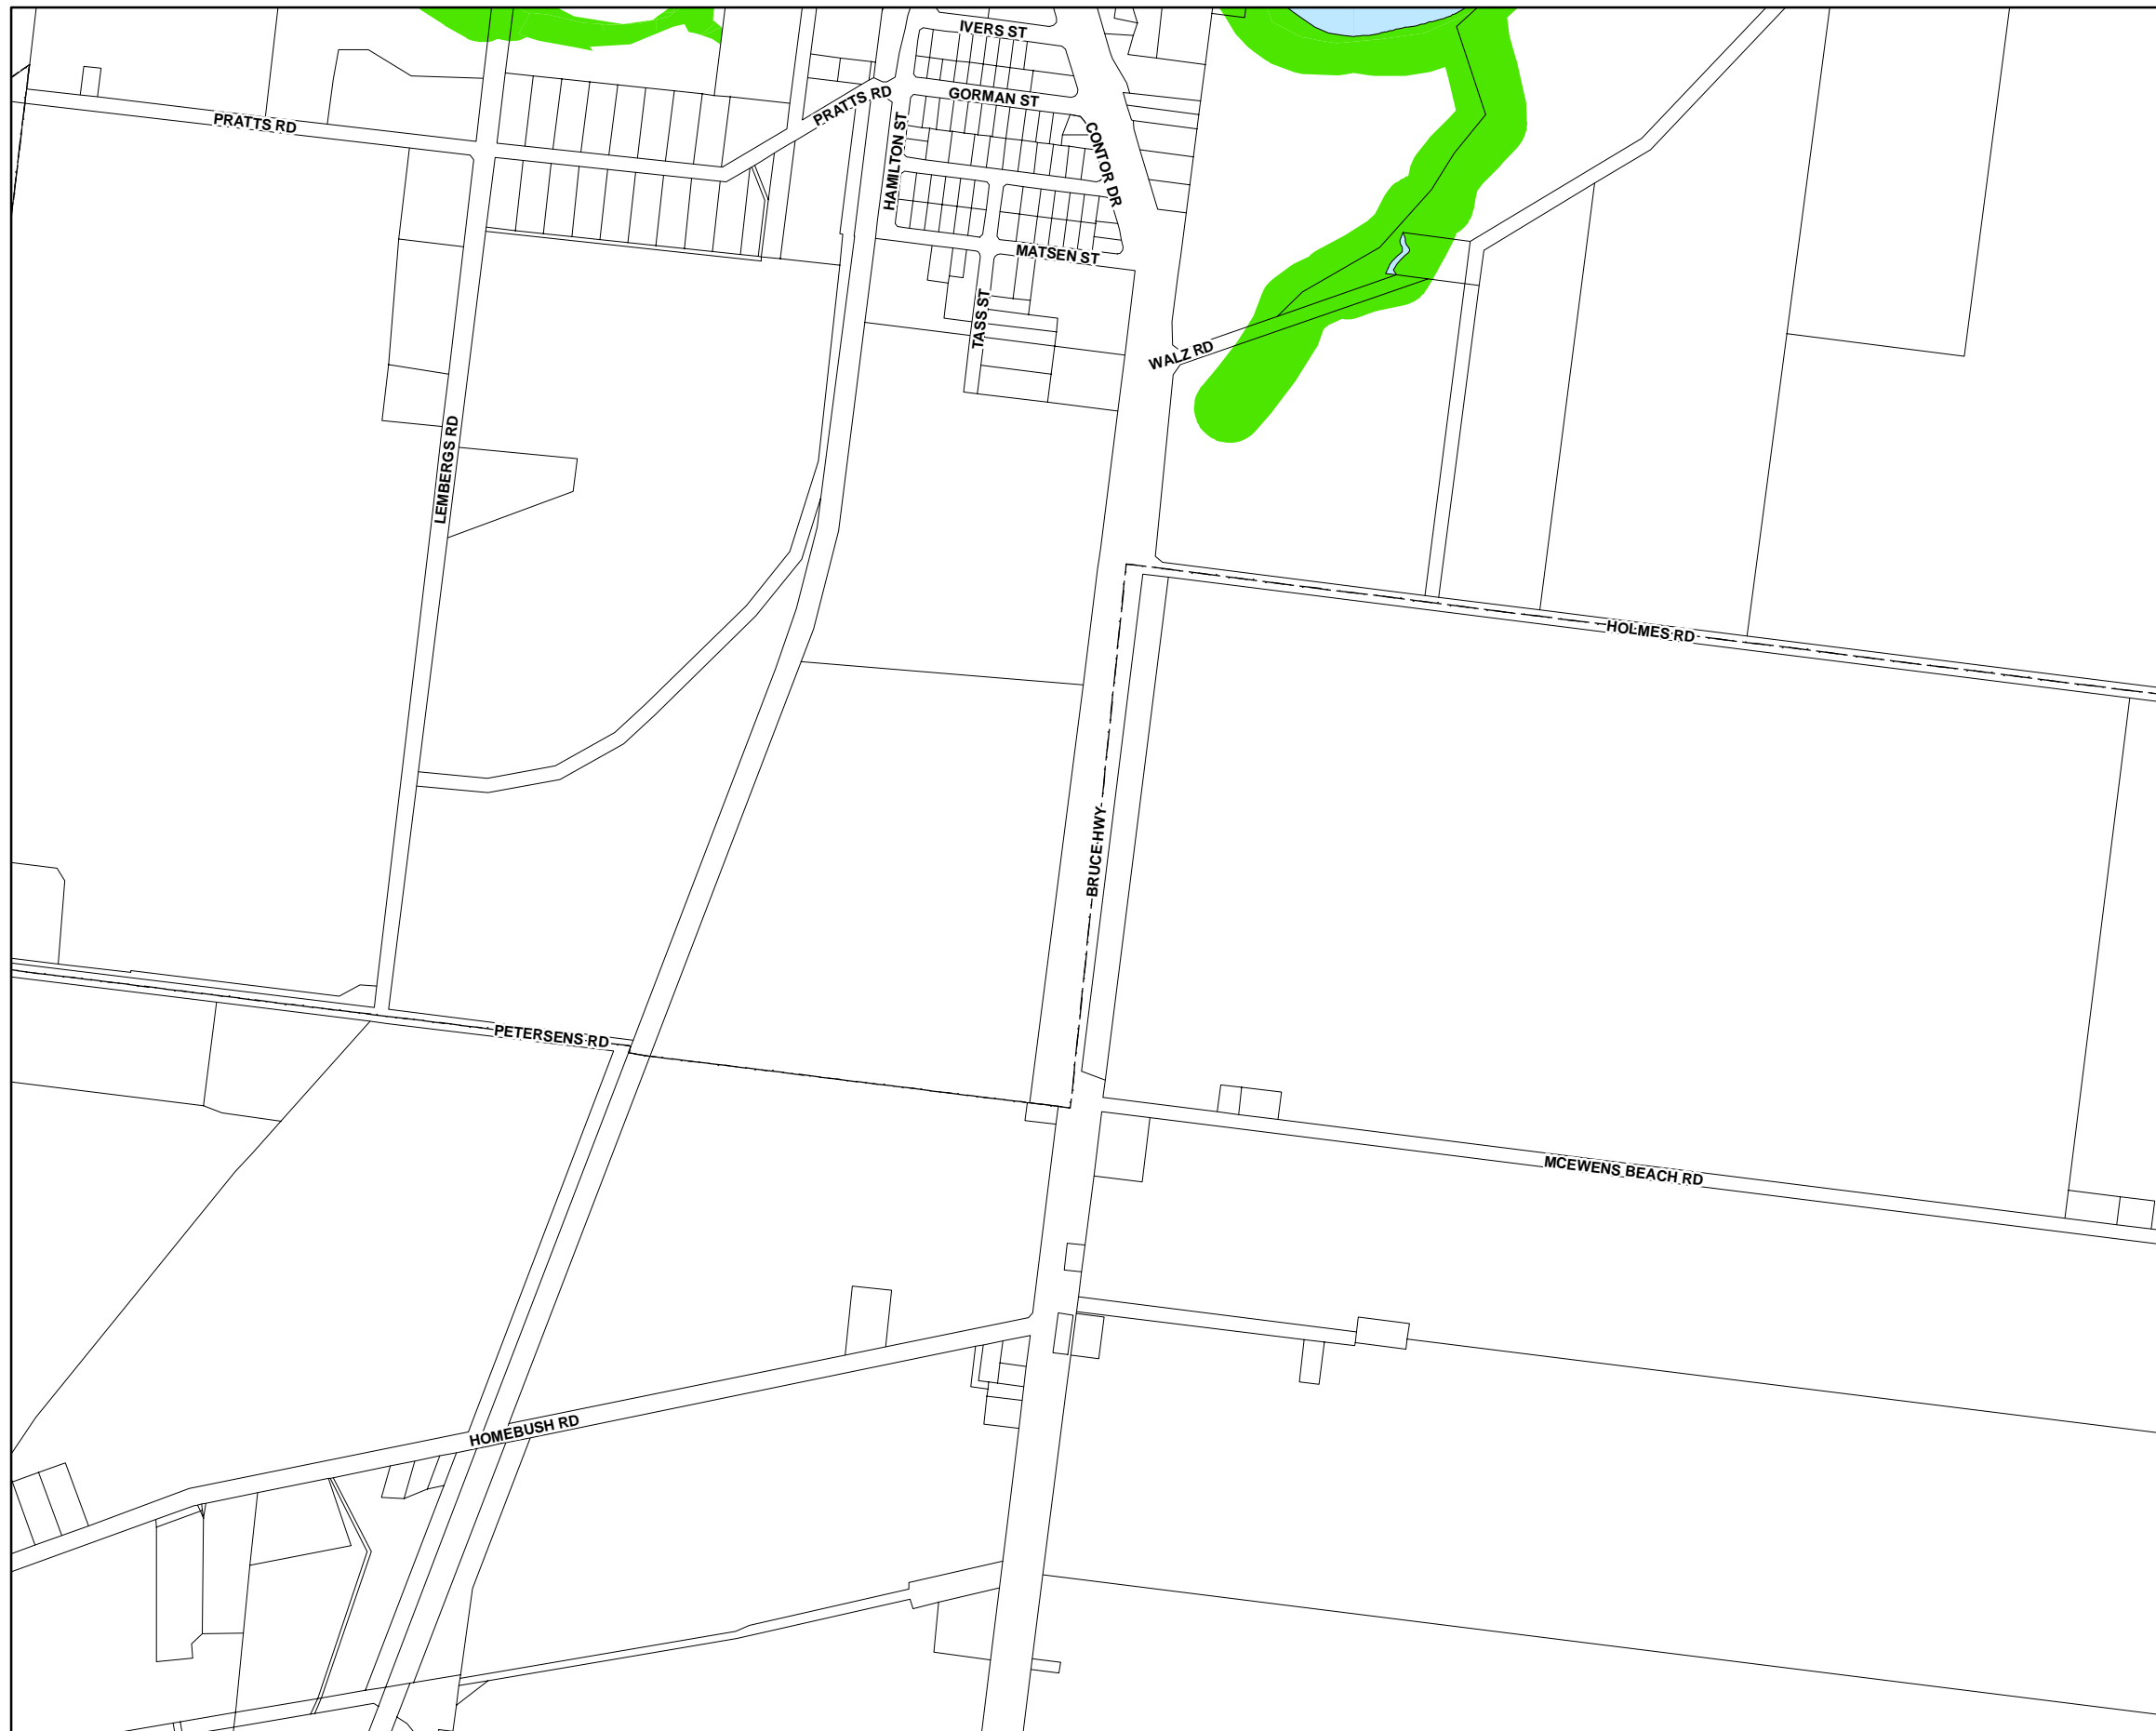 IVERS ST
PRATTS RD
GORMAN ST
PRATTS RD
HAMILTON ST
CONTOR DR
MATSEN ST
TASS ST
WALZ RD
LEMBERGS RD
HOLMES RD
BRUCE HWY
PETERSENS RD
MCEWENS BEACH RD
HOMEBUSH RD